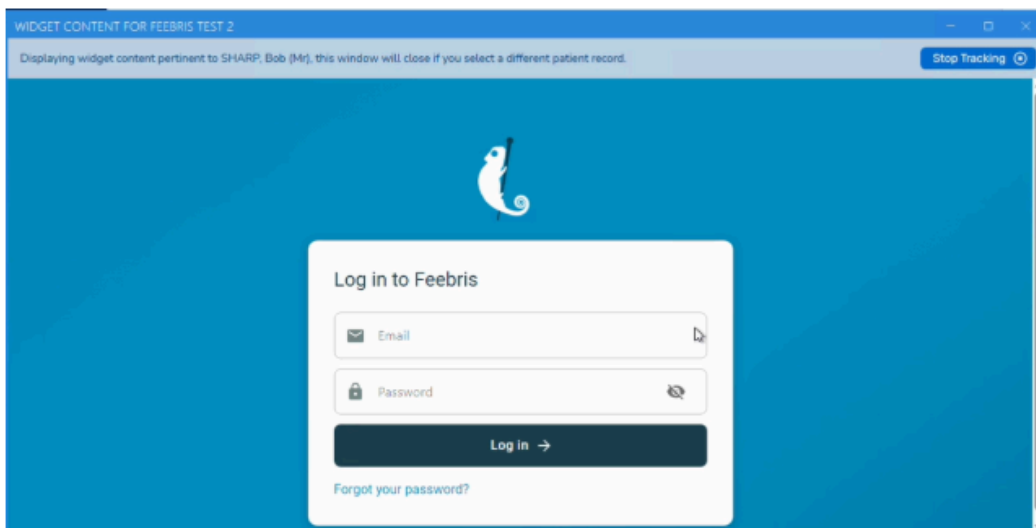 WIDGET CONTENT FOR FEEBRIS TEST 2
Displaying widget content pertinent to SHARP, Bob (Mr), this window will close if you select a different patient record.
Stop Tracking
Log in to Feebris
Email
Password
Log in →
Forgot your password?